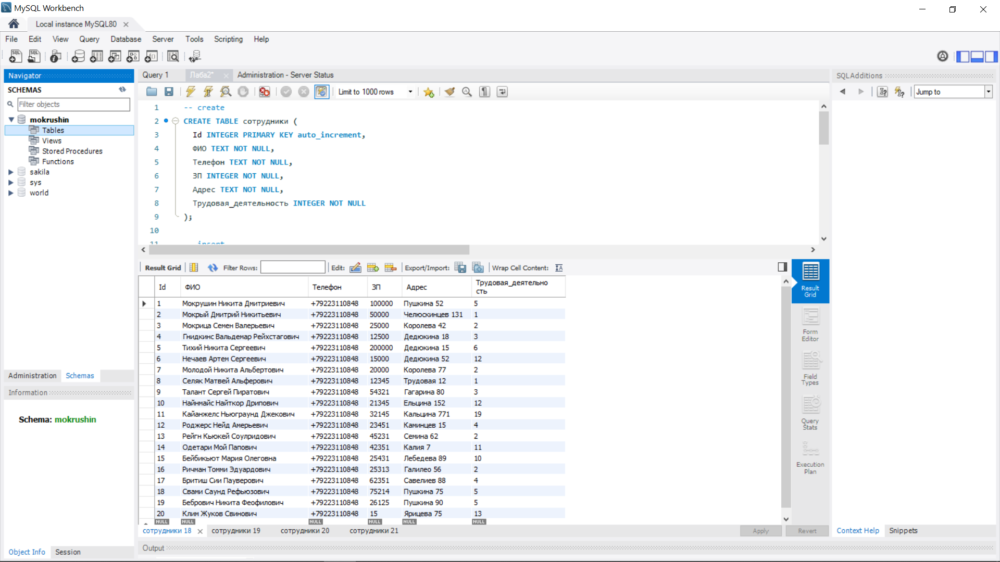 MySQL Workbench
Local instance MySQL80
File Edit View Query Database Server Tools Scripting Help
Navigator
SCHEMAS
Filter objects
mokrushin
Tables
Views
Stored Procedures
Functions
sakila
sys
world
Administration Schemas
Information
Schema: mokrushin
Object Info Session
Query 1 Лаба2* Administration - Server Status
Limit to 1000 rows
1 -- create
2 CREATE TABLE сотрудники (
3 Id INTEGER PRIMARY KEY auto_increment,
4 ФИО TEXT NOT NULL,
5 Телефон TEXT NOT NULL,
6 ЗП INTEGER NOT NULL,
7 Адрес TEXT NOT NULL,
8 Трудовая_деятельность INTEGER NOT NULL
9 );
10
11 insert
Result Grid Filter Rows: Edit: Export/Import: Wrap Cell Content:
Id ФИО Телефон ЗП Адрес Трудовая_деятельно
сть
1 Мокрушин Никита Дмитриевич +79223110848 100000 Пушкина 52 5
2 Мокрый Дмитрий Никитьевич +79223110848 50000 Челюскинцев 131 1
3 Мокрица Семен Валерьевич +79223110848 25000 Королева 42 2
4 Гнидкинс Вальдемар Рейхстагович +79223110848 12500 Дедюкина 18 3
5 Тихий Никита Сергеевич +79223110848 200000 Дедюкина 15 6
6 Нечаев Артем Сергеевич +79223110848 15000 Дедюкина 52 12
7 Молодой Никита Альбертович +79223110848 20000 Королева 77 2
8 Селяк Матвей Альферович +79223110848 12345 Трудовая 12 1
9 Талант Сергей Пиратович +79223110848 54321 Гагарина 80 3
10 Найнмайс Найткор Дрипович +79223110848 21345 Ельцина 152 12
11 Кайанжелс Ньюграунд Джекович +79223110848 32145 Кальцина 771 19
12 Роджерс Нейд Амерьевич +79223110848 23451 Каминцев 15 4
13 Рейгн Кьюкей Соулридович +79223110848 45231 Семина 62 2
14 Одетари Мой Папович +79223110848 42351 Калия 7 11
15 Бейбикьют Мария Олеговна +79223110848 25431 Лебедева 89 10
16 Ричман Томми Эдуардович +79223110848 25313 Галилео 56 2
17 Бритиш Сии Пауверович +79223110848 62351 Савелиев 88 4
18 Свами Саунд Рефьюзович +79223110848 75214 Пушкина 75 5
19 Бебрович Никита Феофилович +79223110848 26125 Пушкина 90 5
20 Клим Жуков Свинович +79223110848 15 Ярицева 75 13
NULL NULL NULL NULL NULL NULL
сотрудники 18 сотрудники 19 сотрудники 20 сотрудники 21
Apply Revert
Output
Result
Grid
Form
Editor
Field
Types
Query
Stats
Execution
Plan
SQLAdditions
Jump to
Context Help Snippets